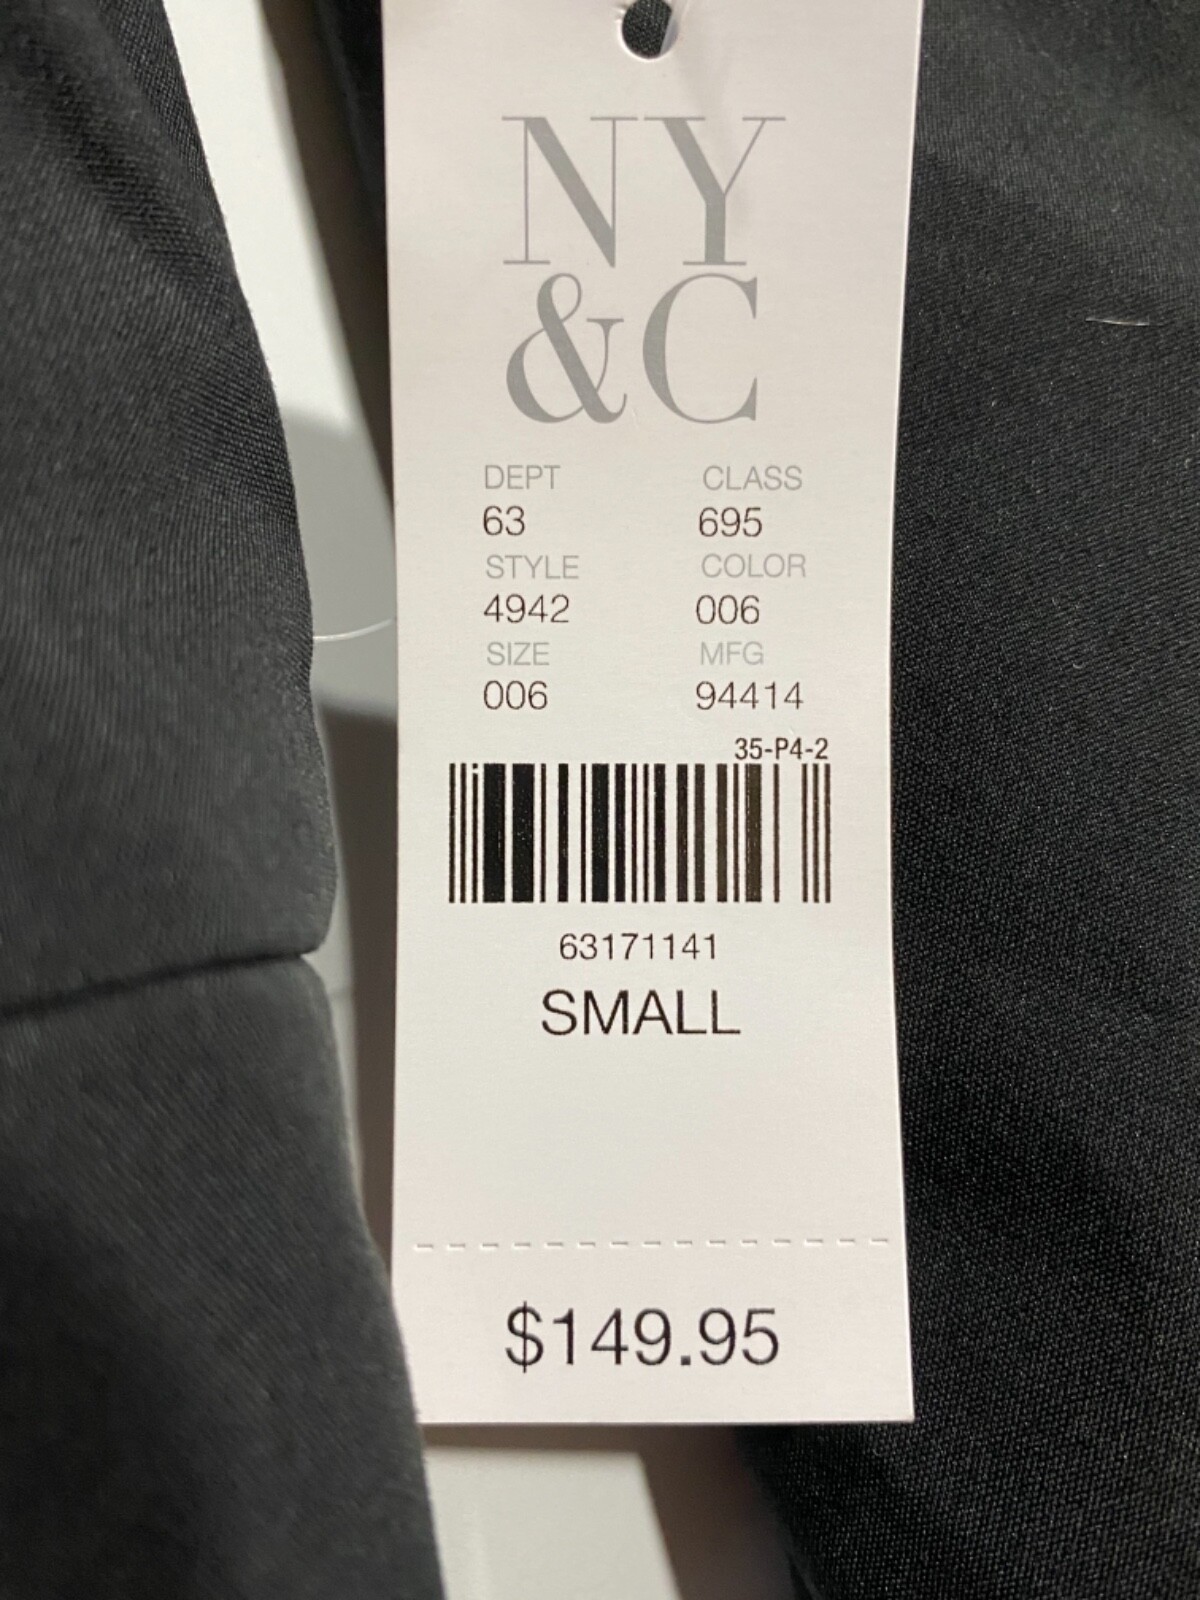 NY
&C
DEPT CLASS
63 695
STYLE COLOR
4942 006
SIZE MFG
006 94414
35-P4-2
63171141
SMALL
$149.95